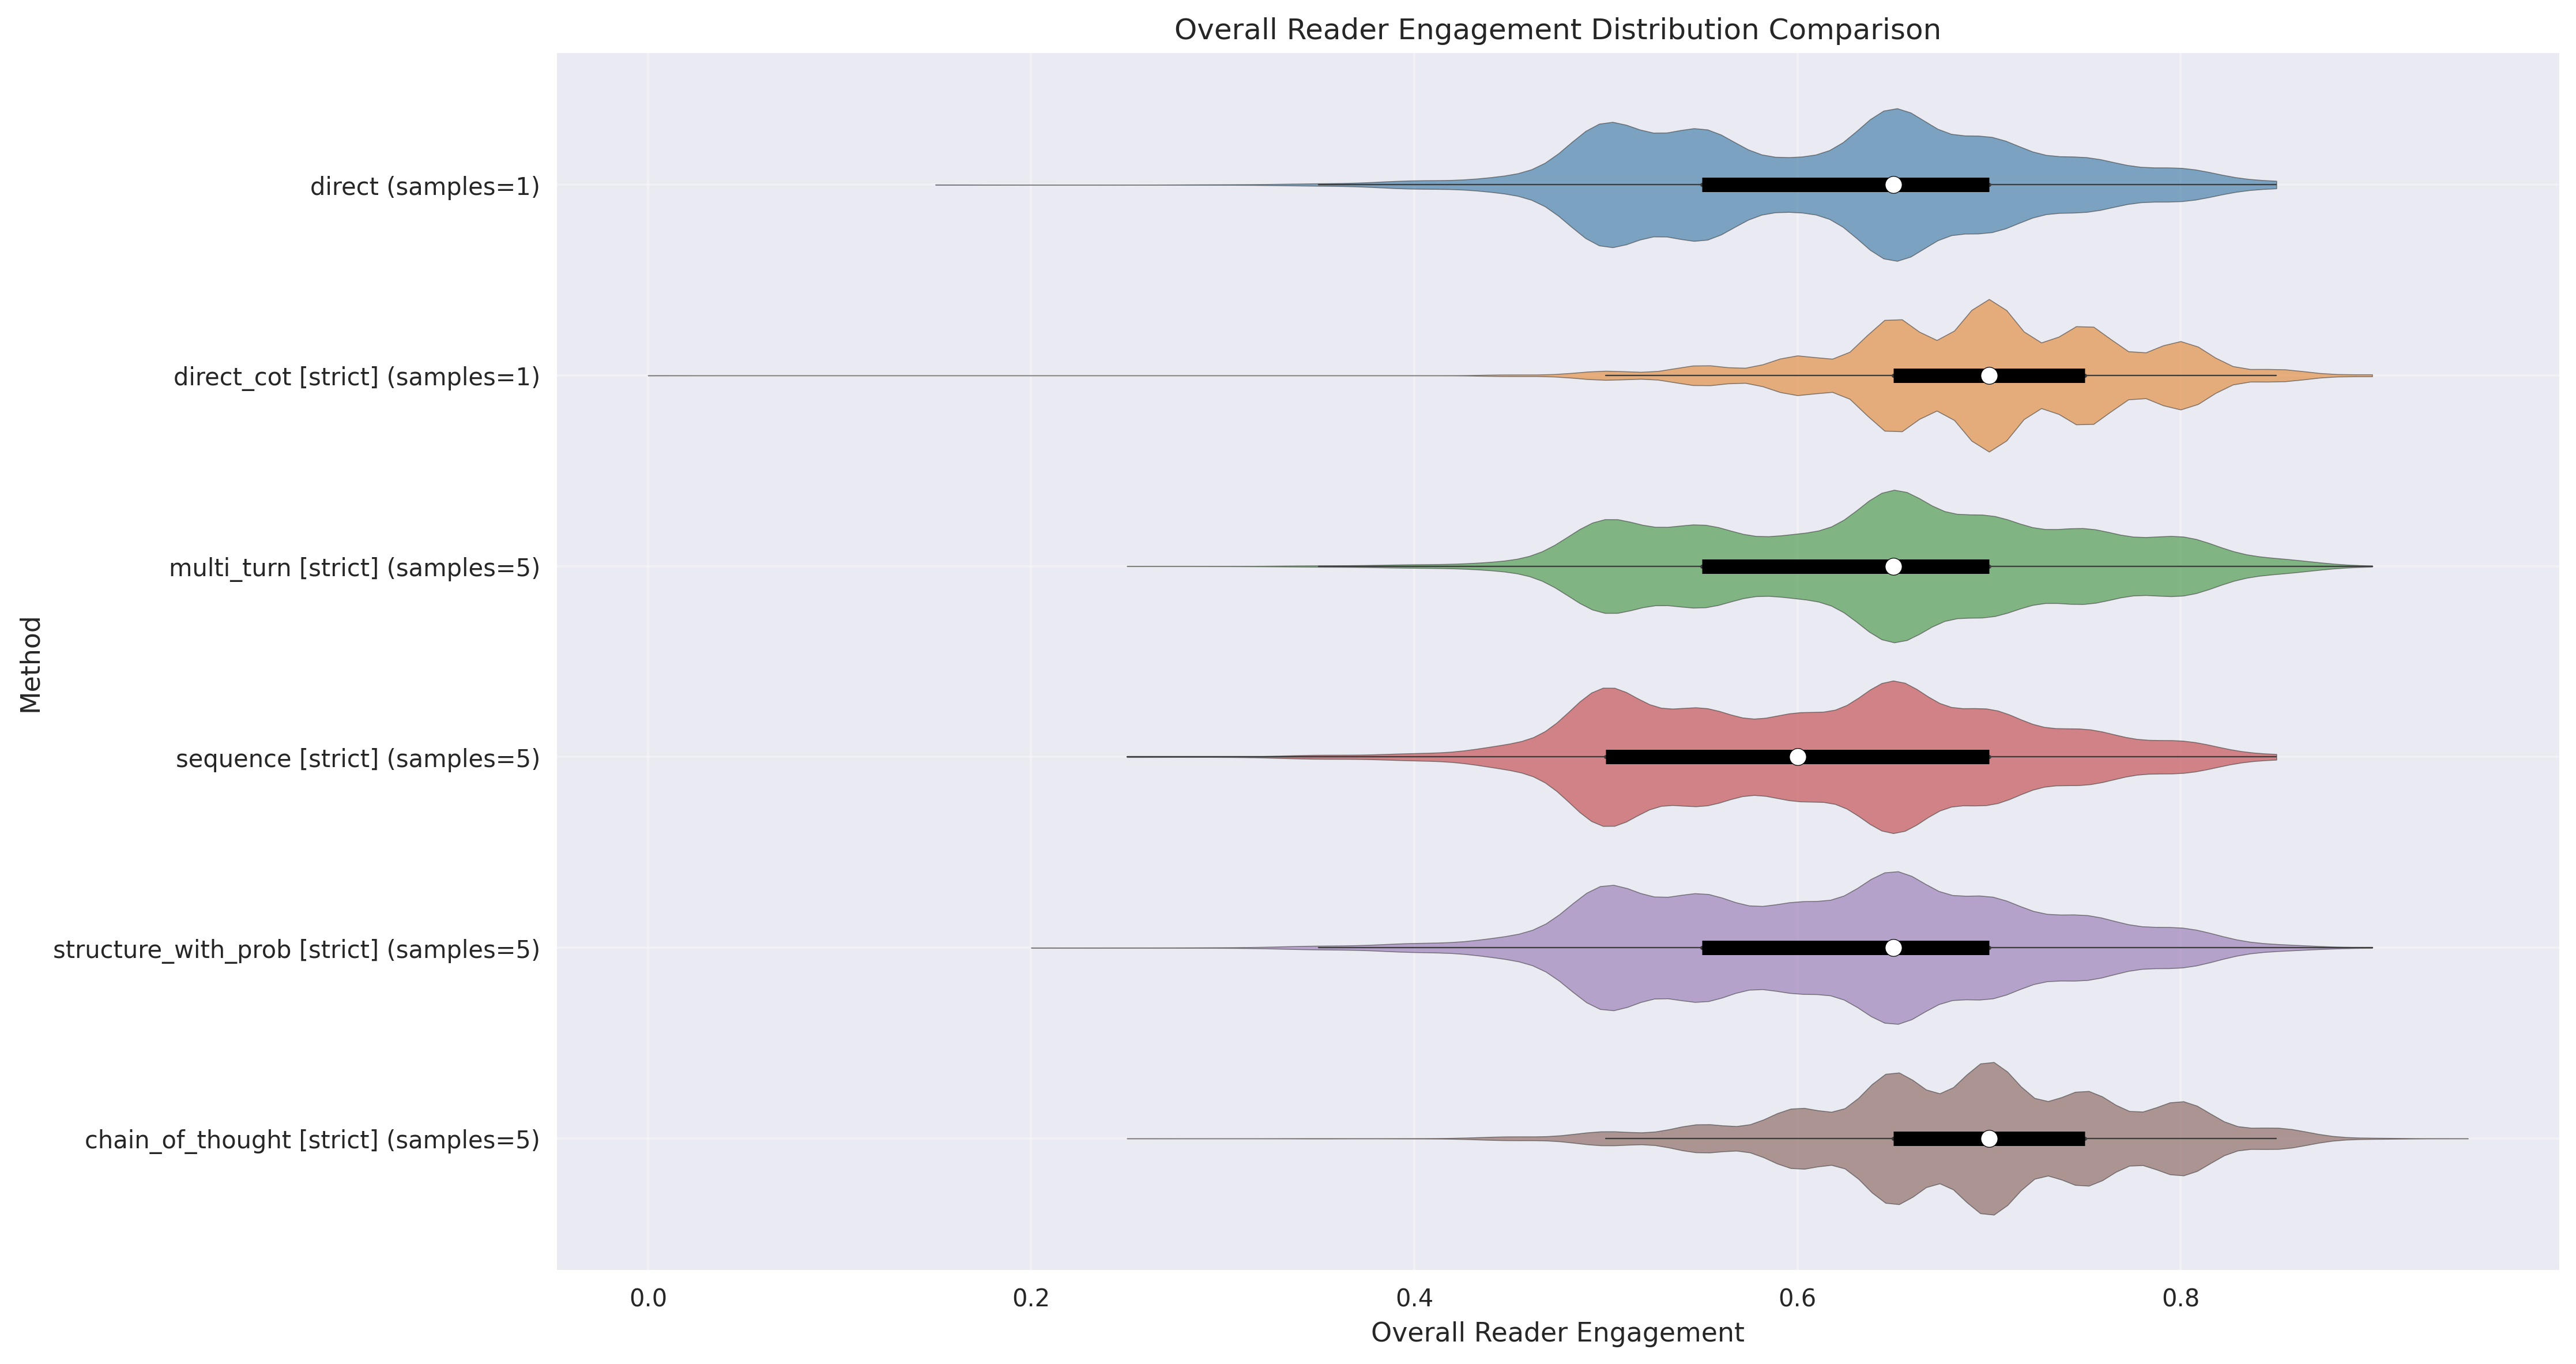 Overall Reader Engagement Distribution Comparison
direct (samples=1)
direct_cot [strict] (samples=1)
multi_turn [strict] (samples=5)
sequence [strict] (samples=5)
structure_with_prob [strict] (samples=5)
chain_of_thought [strict] (samples=5)
Method
0.0 0.2 0.4 0.6 0.8
Overall Reader Engagement